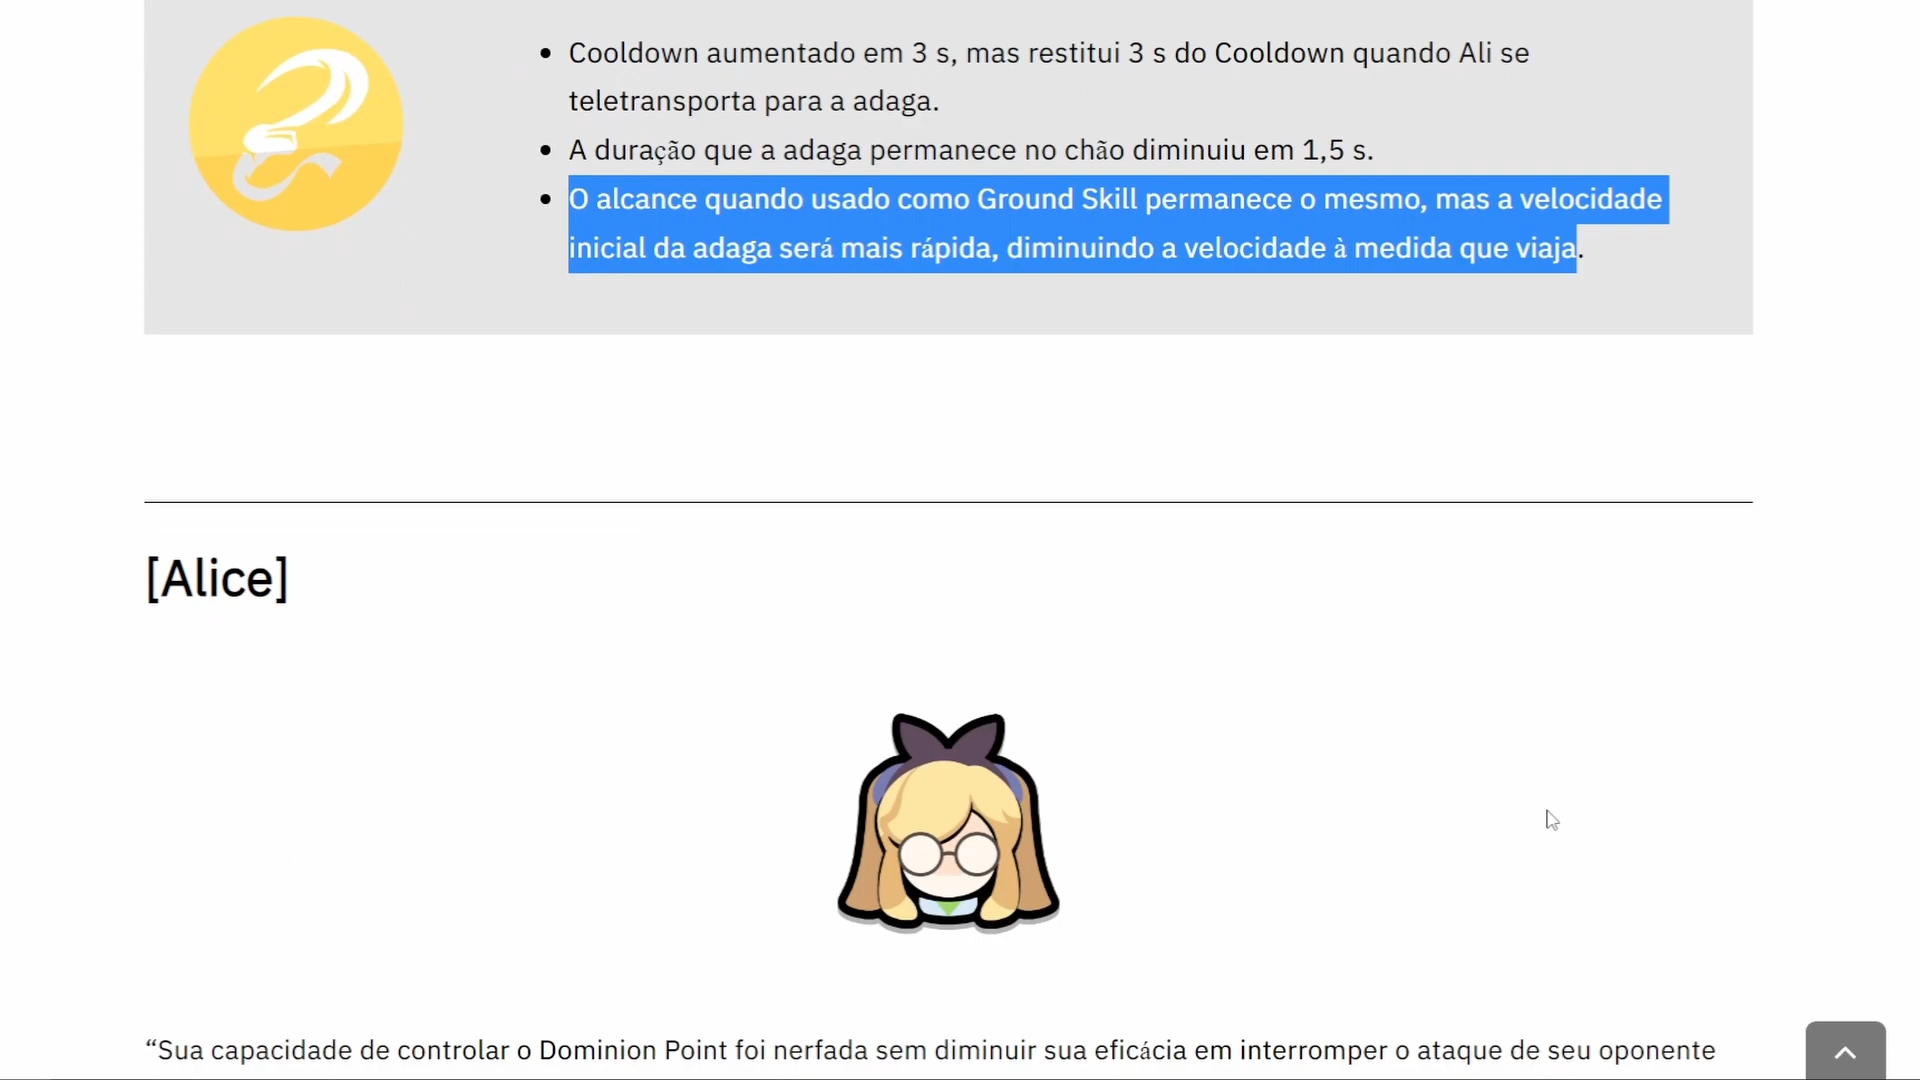 Cooldown aumentado em 3 s, mas restitui 3 s do Cooldown quando Ali se
teletransporta para a adaga.
A duração que a adaga permanece no chão diminuiu em 1,5 s.
O alcance quando usado como Ground Skill permanece o mesmo, mas a velocidade
inicial da adaga será mais rápida, diminuindo a velocidade à medida que viaja.
[Alice]
“Sua capacidade de controlar o Dominion Point foi nerfada sem diminuir sua eficácia em interromper o ataque de seu oponente